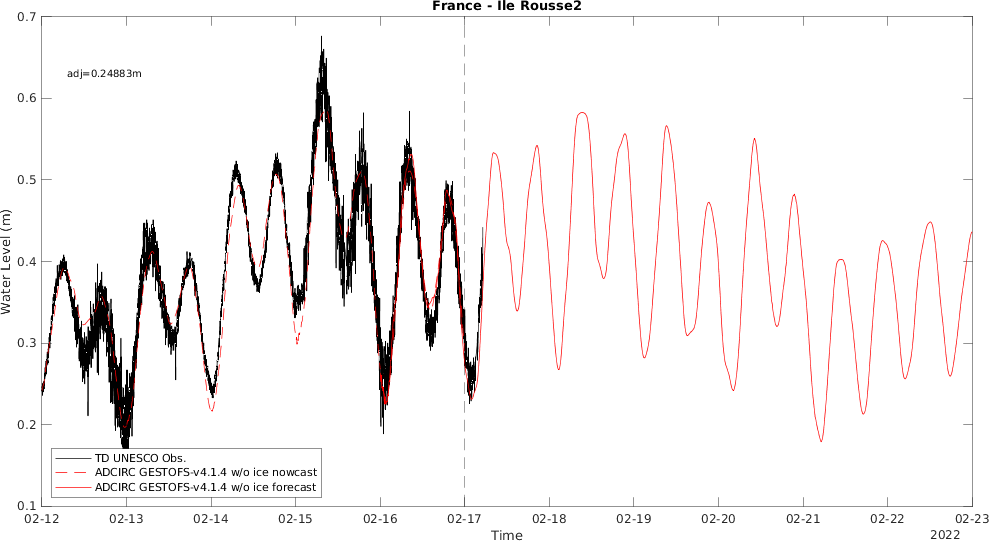 France - Ile Rousse2
adj=0.24883m
Water Level (m)
0.7
0.6
0.5
0.4
0.3
0.2
0.1
TD UNESCO Obs.
ADCIRC GESTOFS-v4.1.4 w/o ice nowcast
ADCIRC GESTOFS-v4.1.4 w/o ice forecast
02-12 02-13 02-14 02-15 02-16 02-17 02-18 02-19 02-20 02-21 02-22 02-23
Time
2022